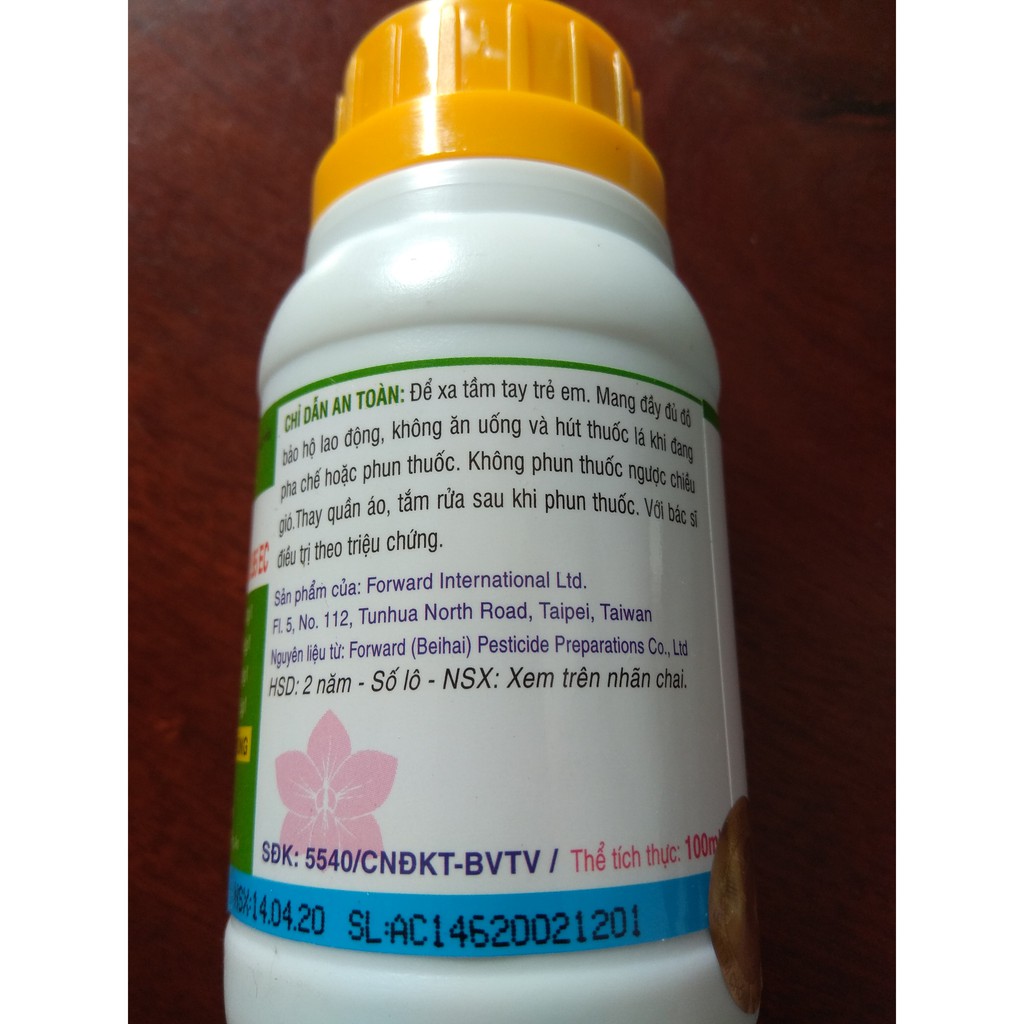 CHỈ DẪN AN TOÀN: Để xa tầm tay trẻ em. Mang đầy đủ đồ
bảo hộ lao động, không ăn uống và hút thuốc lá khi đang
pha chế hoặc phun thuốc. Không phun thuốc ngược chiều
gió.Thay quần áo, tắm rửa sau khi phun thuốc. Với bác sĩ
điều trị theo triệu chứng.
EC
Sản phẩm của: Forward International Ltd.
Fl. 5, No. 112, Tunhua North Road, Taipei, Taiwan
Nguyên liệu từ: Forward (Beihai) Pesticide Preparations Co., Ltd
HSD: 2 năm - Số lô - NSX: Xem trên nhãn chai.
SĐK: 5540/CNĐKT-BVTV / Thể tích thực: 100ml
NSX:14.04.20 SL:AC14620021201